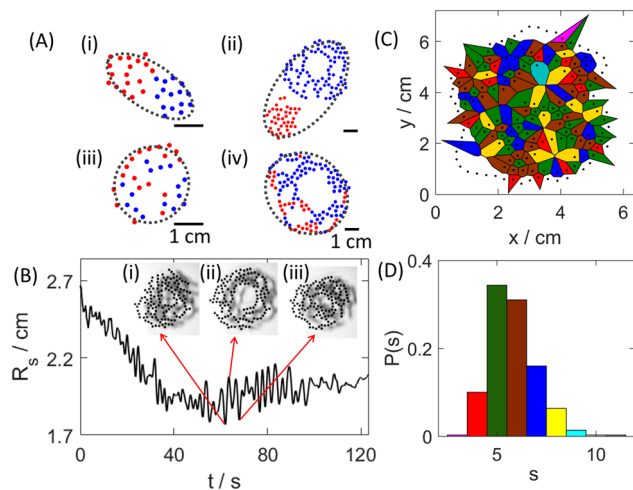 (A)
(i)
(ii)
(iii)
(iv)
1 cm
1 cm
(B)
(i)
(ii)
(iii)
R_s / cm
2.7
2.2
1.7
0
40
80
120
t / s
(C)
y / cm
6
4
2
0
0
2
4
6
x / cm
(D)
P(s)
0.4
0.2
0
5
10
s